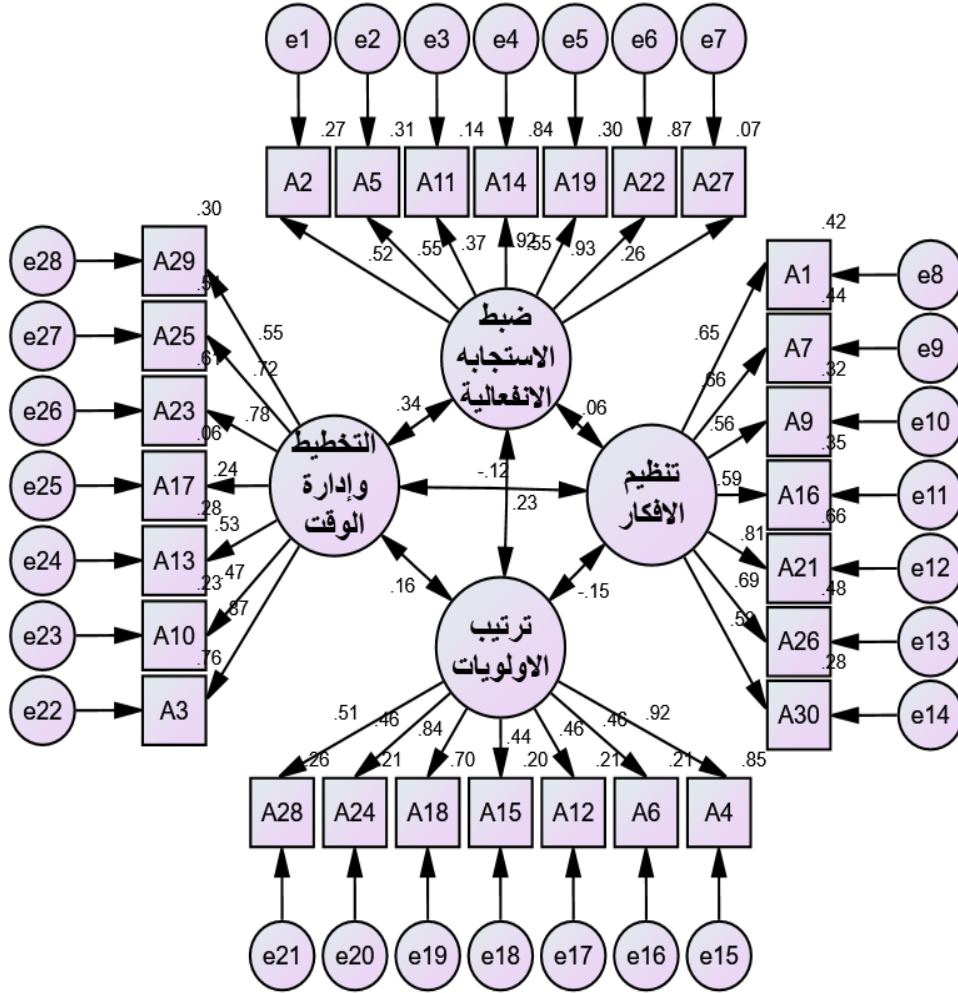 e1 e2 e3 e4 e5 e6 e7
.27 .31 .14 .84 .30 .87 .07
A2 A5 A11 A14 A19 A22 A27
.52 .55 .37 .92 .55 .93 .26
ضبط
الاستجابه
الانفعالية
.30
e28 A29
.51
e27 A25
.61
e26 A23
.06
e25 A17
.28
e24 A13
.23
e23 A10
.76
e22 A3
.55
.72
.78
.24
.53
.47
.87
التخطيط
وإدارة
الوقت
.34
.06
-.12
.23
.16
-.15
تنظيم
الافكار
.65
.66
.56
.59
.81
.69
.42
A1 e8
.44
A7 e9
.32
A9 e10
.35
A16 e11
.66
A21 e12
.48
A26 e13
.28
A30 e14
ترتيب
الاولويات
.51 .46 .84 .44 .46 .46 .92
.26 .21 .70 .20 .21 .21 .85
A28 A24 A18 A15 A12 A6 A4
e21 e20 e19 e18 e17 e16 e15